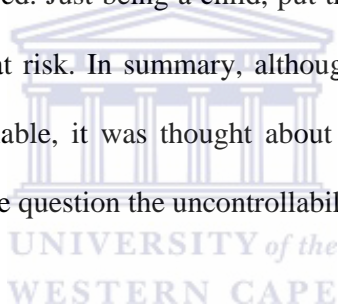 ed. Just being a child, put t
at risk. In summary, althoug
able, it was thought about
e question the uncontrollabil
UNIVERSITY of the
WESTERN CAPE